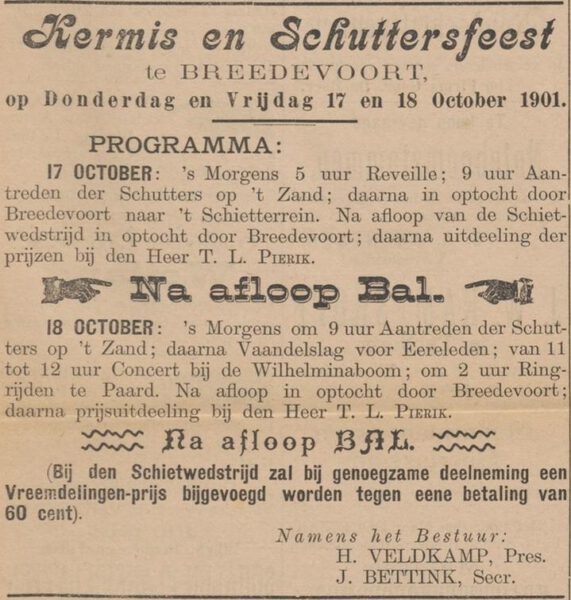 Kermis en Schuttersfeest
te BREEDEVOORT,
op Donderdag en Vrijdag 17 en 18 October 1901.
PROGRAMMA:
17 OCTOBER: 's Morgens 5 uur Reveille; 9 uur Aan-
treden der Schutters op 't Zand; daarna in optocht door
Breedevoort naar 't Schietterrein. Na afloop van de Schiet-
wedstrijd in optocht door Breedevoort; daarna uitdeeling der
prijzen bij den Heer T. L. PIERIK.
Na afloop Bal.
18 OCTOBER: 's Morgens om 9 uur Aantreden der Schut-
ters op 't Zand; daarna Vaandelslag voor Eereleden; van 11
tot 12 uur Concert bij de Wilhelminaboom; om 2 uur Ring-
rijden te Paard. Na afloop in optocht door Breedevoort;
daarna prijsuitdeeling bij den Heer T. L. PIERIK.
Na afloop BAL.
(Bij den Schietwedstrijd zal bij genoegzame deelneming een
Vreemdelingen-prijs bijgevoegd worden tegen eene betaling van
60 cent).
Namens het Bestuur:
H. VELDKAMP, Pres.
J. BETTINK, Secr.